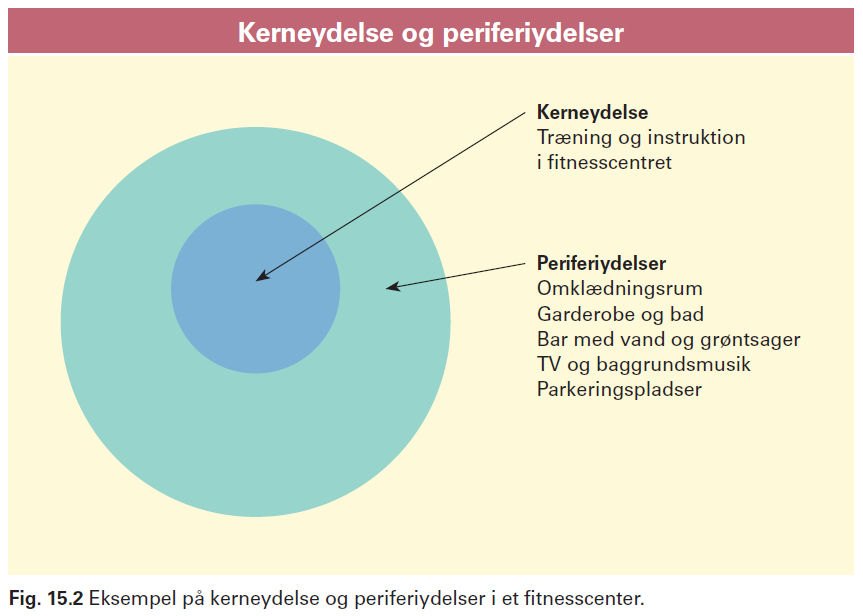 Kerneydelse og periferiydelser
Kerneydelse
Træning og instruktion
i fitnesscentret
Periferiydelser
Omklædningsrum
Garderobe og bad
Bar med vand og grøntsager
TV og baggrundsmusik
Parkeringspladser
Fig. 15.2 Eksempel på kerneydelse og periferiydelser i et fitnesscenter.